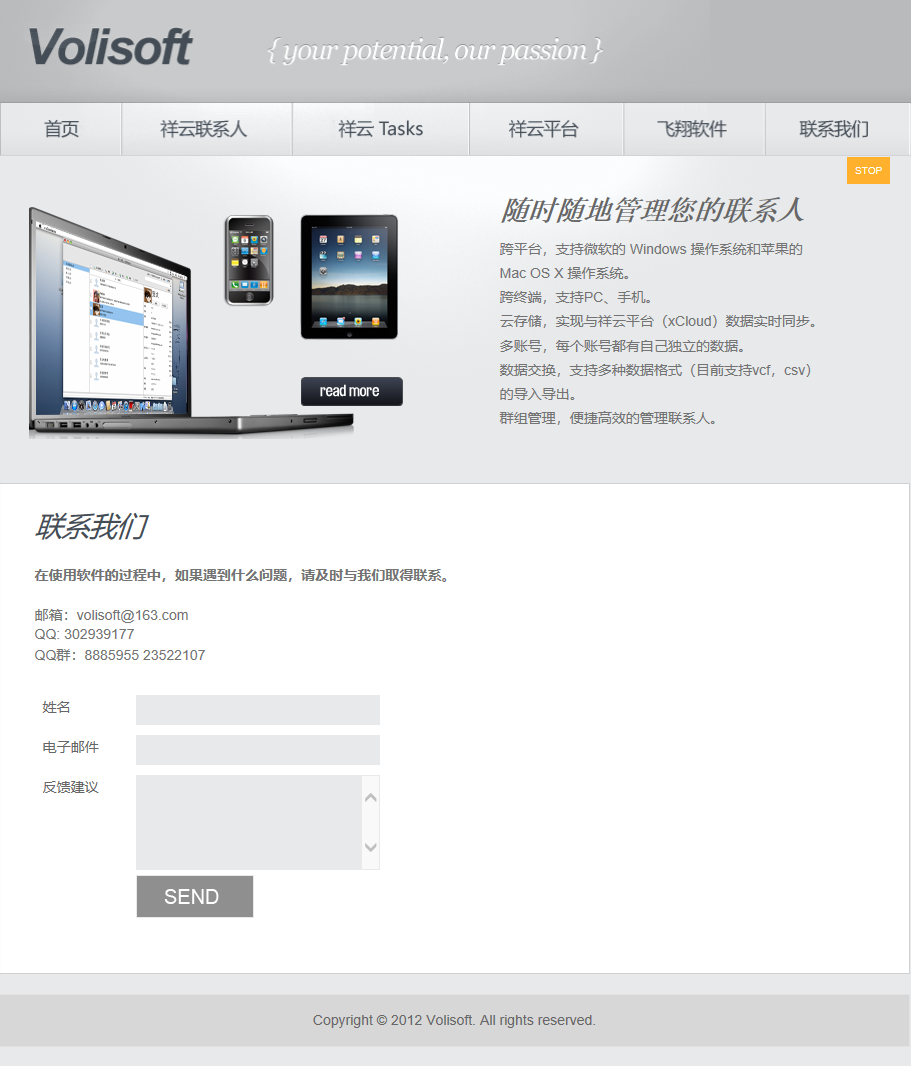 Volisoft
{ your potential, our passion }
首页
祥云联系人
祥云 Tasks
祥云平台
飞翔软件
联系我们
STOP
随时随地管理您的联系人
跨平台，支持微软的 Windows 操作系统和苹果的
Mac OS X 操作系统。
跨终端，支持PC、手机。
云存储，实现与祥云平台（xCloud）数据实时同步。
多账号，每个账号都有自己独立的数据。
数据交换，支持多种数据格式（目前支持vcf，csv）
的导入导出。
群组管理，便捷高效的管理联系人。
read more
联系我们
在使用软件的过程中，如果遇到什么问题，请及时与我们取得联系。
邮箱：volisoft@163.com
QQ: 302939177
QQ群：8885955 23522107
姓名
电子邮件
反馈建议
SEND
Copyright © 2012 Volisoft. All rights reserved.